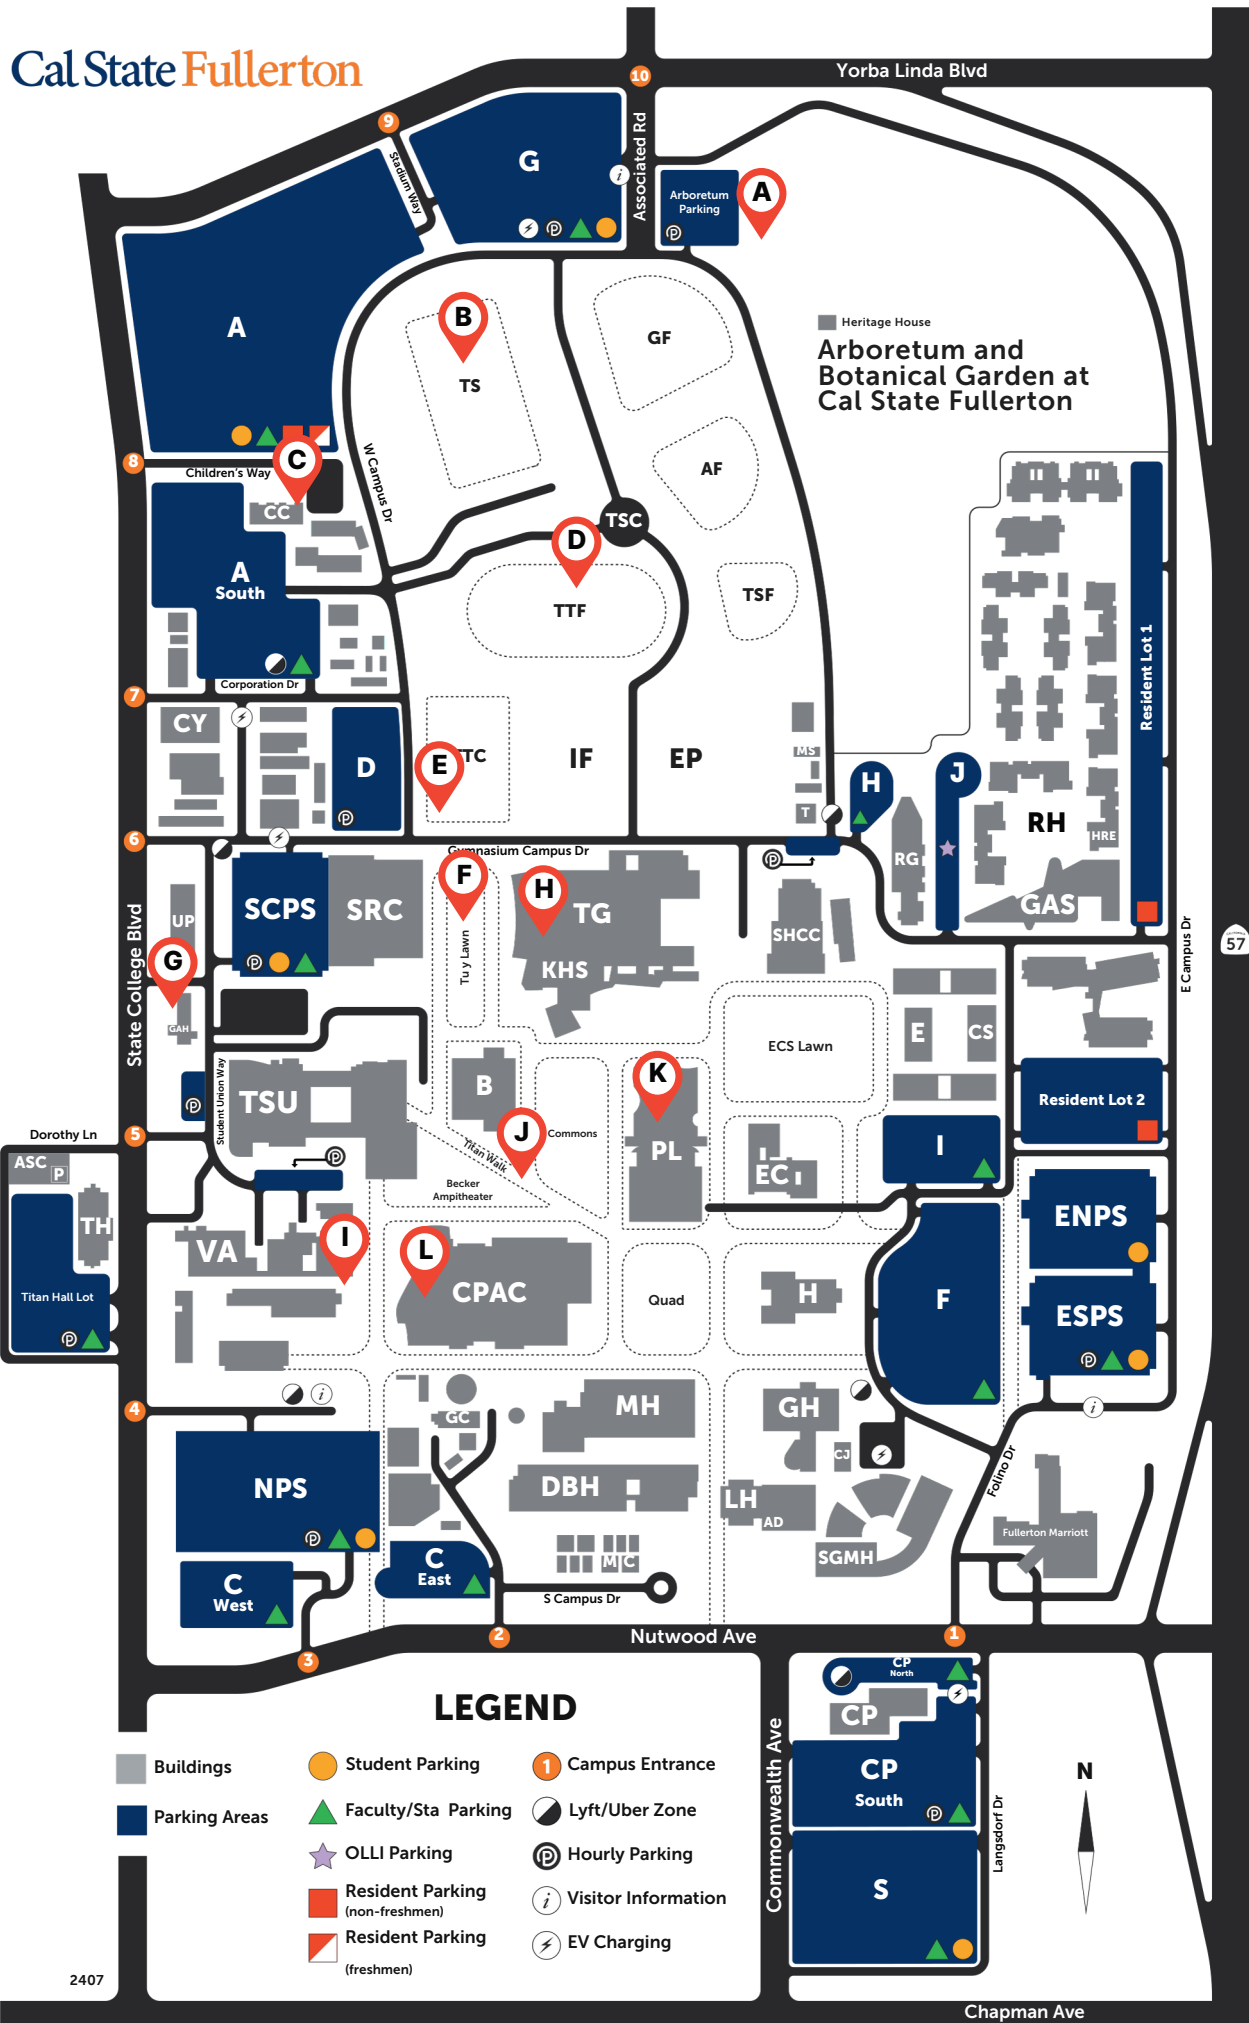 Cal State Fullerton
10
Yorba Linda Blvd
9
Stadium Way
G
i
Associated Rd
Arboretum
Parking
P
A
P
A
B
TS
GF
Heritage House
Arboretum and
Botanical Garden at
Cal State Fullerton
8
Children's Way
C
CC
W Campus Dr
AF
TSC
D
TTF
TSF
A
South
Corporation Dr
Resident Lot 1
7
CY
D
P
E
TC
IF
EP
MS
T
H
J
RH
HRE
6
Gymnasium Campus Dr
P
RG
GAS
UP
SCPS
P
SRC
F
Tu y Lawn
H
TG
KHS
SHCC
E Campus Dr
57
State College Blvd
G
GAH
ECS Lawn
E
CS
Student Union Way
TSU
B
K
PL
Resident Lot 2
P
J
Commons
Titan Walk
Becker
Ampitheater
EC
I
Dorothy Ln
5
P
ASC
P
TH
VA
I
L
CPAC
Quad
H
F
ENPS
ESPS
P
Titan Hall Lot
P
i
4
GC
MH
GH
CJ
i
NPS
P
DBH
LH
AD
SGMH
Folino Dr
Fullerton Marriott
C
West
C
East
M
C
S Campus Dr
3
2
Nutwood Ave
1
CP
North
CP
CP
South
P
S
Commonwealth Ave
Langsdorf Dr
N
LEGEND
Buildings
Parking Areas
Student Parking
Faculty/Sta Parking
OLLI Parking
Resident Parking
(non-freshmen)
Resident Parking
(freshmen)
1 Campus Entrance
Lyft/Uber Zone
P Hourly Parking
i Visitor Information
EV Charging
2407
Chapman Ave